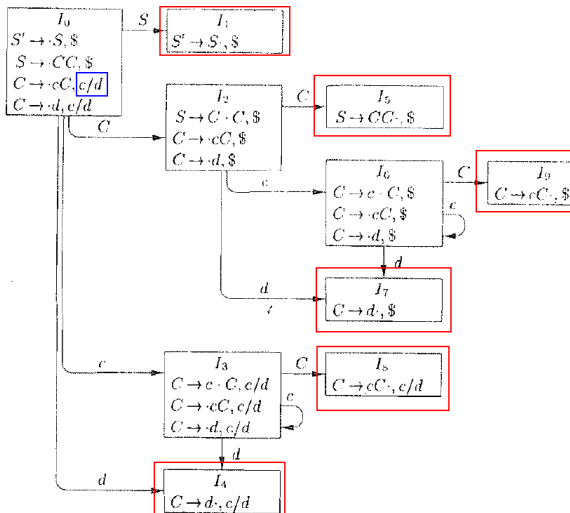 I₀
S' → ·S, $
S → ·CC, $
C → ·cC, c/d
C → ·d, c/d
S
I₁
S' → S·, $
C
I₂
S → C · C, $
C → ·cC, $
C → ·d, $
C
I₅
S → CC·, $
c
I₆
C → c · C, $
C → ·cC, $
C → ·d, $
C
I₉
C → cC·, $
c
d
d
I₇
C → d·, $
c
I₃
C → c · C, c/d
C → ·cC, c/d
C → ·d, c/d
C
I₈
C → cC·, c/d
c
d
d
I₄
C → d·, c/d